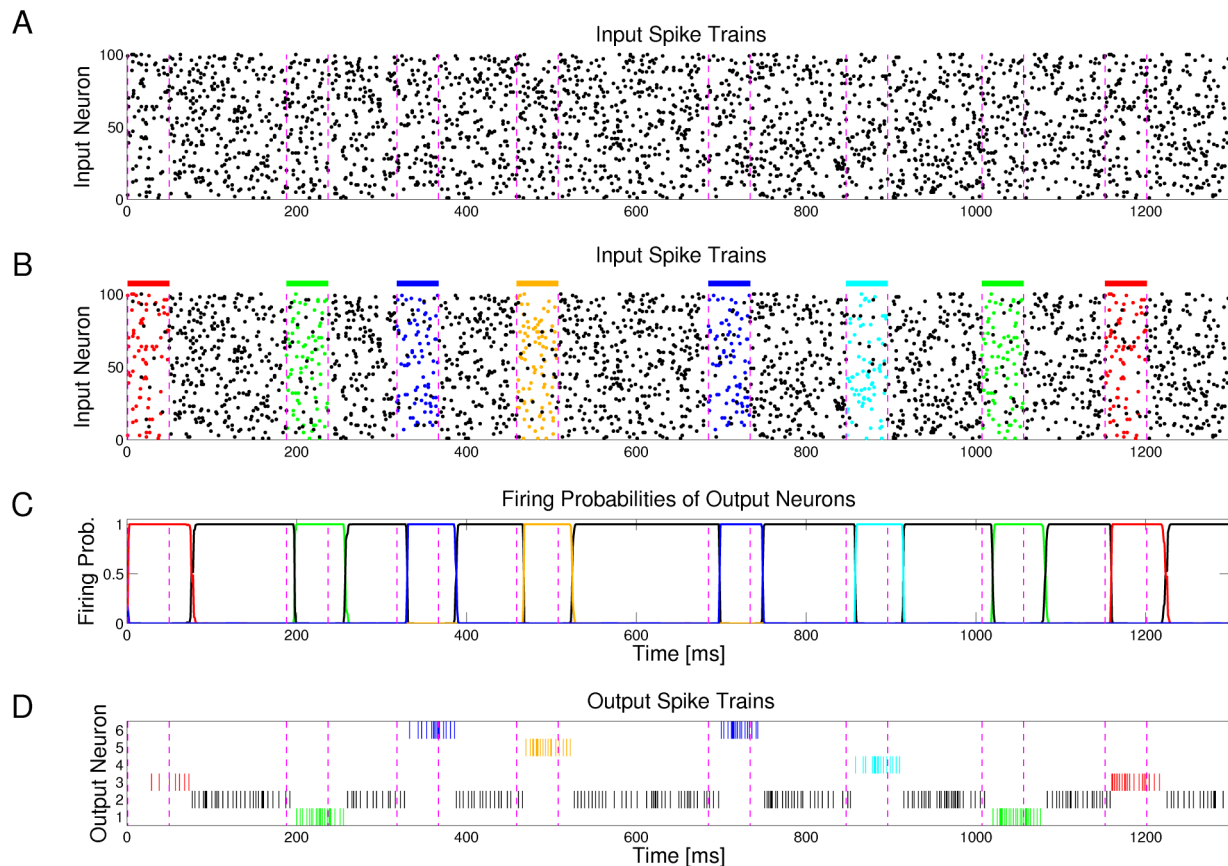 A
Input Spike Trains
Input Neuron
100
50
0
0 200 400 600 800 1000 1200
B
Input Spike Trains
Input Neuron
100
50
0
0 200 400 600 800 1000 1200
C
Firing Probabilities of Output Neurons
Firing Prob.
1
0.5
0
0 200 400 600 800 1000 1200
Time [ms]
D
Output Spike Trains
Output Neuron
6
5
4
3
2
1
0 200 400 600 800 1000 1200
Time [ms]